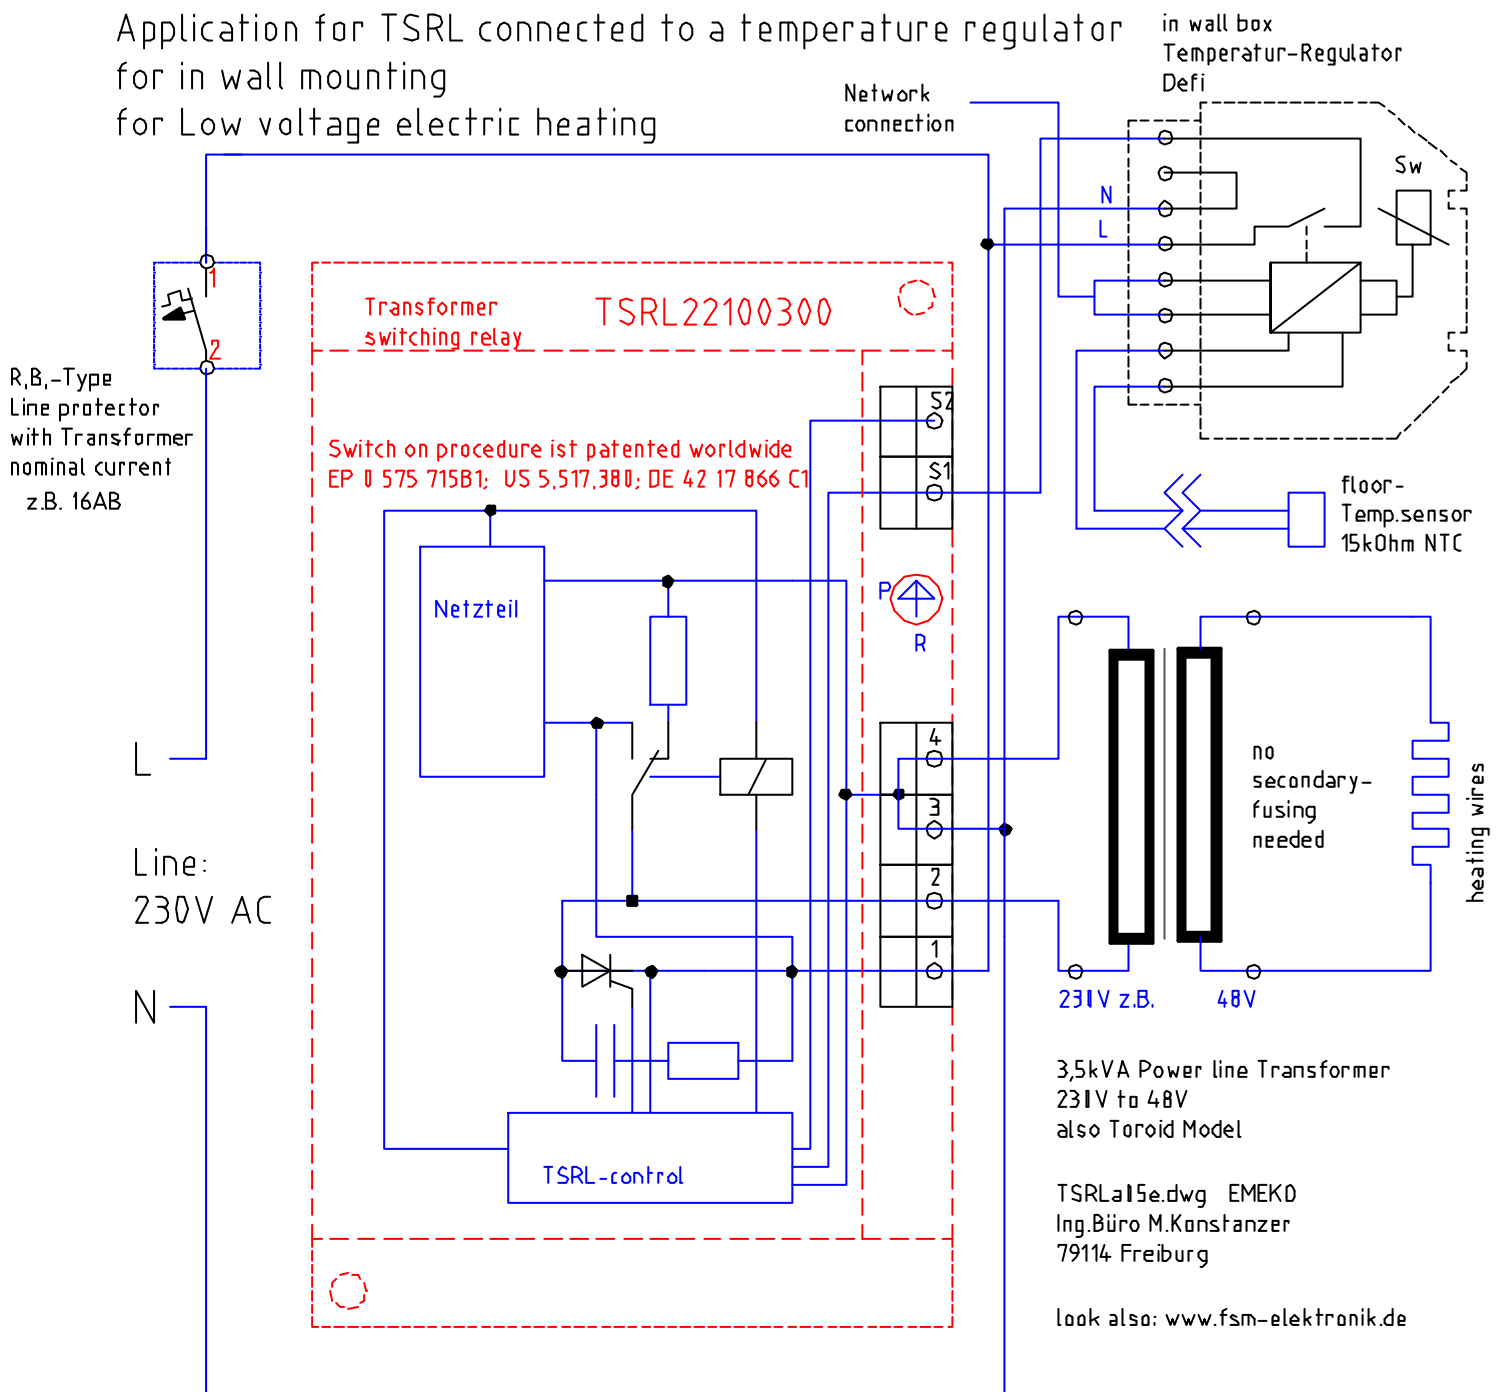 Application for TSRL connected to a temperature regulator
for in wall mounting
for Low voltage electric heating
in wall box
Temperatur-Regulator
Defi
Network
connection
Sw
N
L
1
2
Transformer
switching relay
TSRL22100300
R,B,-Type
Line protector
with Transformer
nominal current
z.B. 16AB
S2
Switch on procedure ist patented worldwide
EP 0 575 715B1; US 5,517,380; DE 42 17 866 C1
S1
floor-
Temp.sensor
15kOhm NTC
Netzteil
P
R
L
4
no
secondary-
fusing
needed
heating wires
3
Line:
230V AC
2
1
N
230V z.B.
48V
3,5kVA Power line Transformer
230V to 48V
also Toroid Model
TSRL-control
TSRLa05e.dwg EMEKO
Ing.Büro M.Konstanzer
79114 Freiburg
look also: www.fsm-elektronik.de